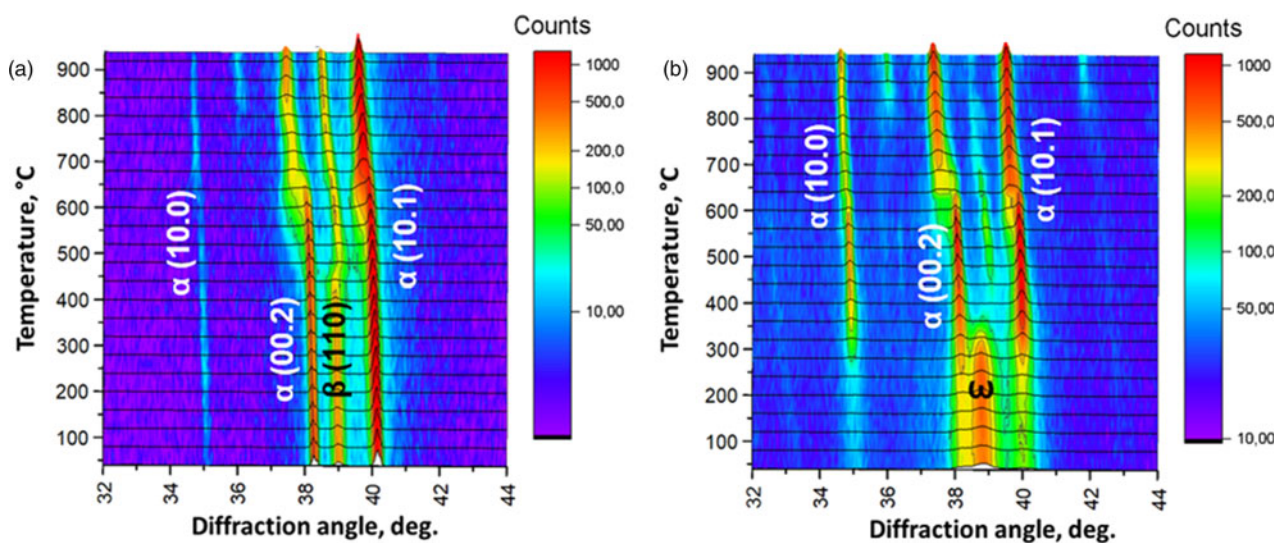 (a)
Counts
Temperature, °C
900
800
700
600
500
400
300
200
100
32
34
36
38
40
42
44
Diffraction angle, deg.
α (10.0)
α (00.2)
β (110)
α (10.1)
1000
500,0
200,0
100,0
50,00
10,00
(b)
Counts
Temperature, °C
900
800
700
600
500
400
300
200
100
32
34
36
38
40
42
44
Diffraction angle, deg.
α (10.0)
α (00.2)
ω
α (10.1)
1000
500,0
200,0
100,0
50,00
10,00